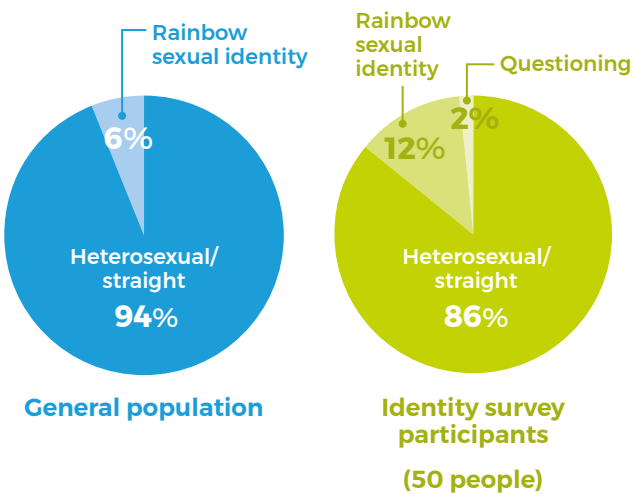 Rainbow
sexual identity
6%
Heterosexual/
straight
94%
General population
Rainbow
sexual
identity
Questioning
2%
12%
Heterosexual/
straight
86%
Identity survey
participants
(50 people)